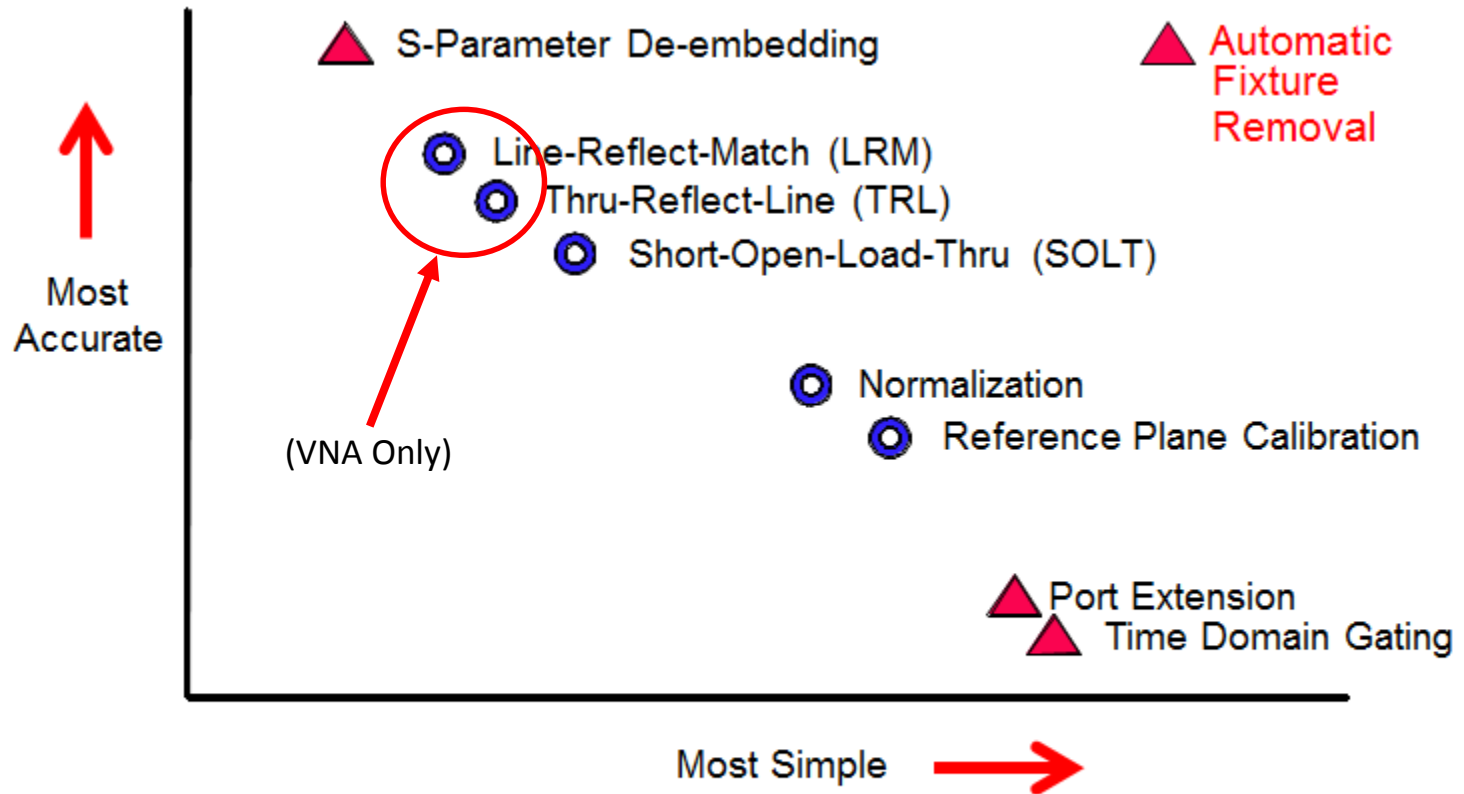 S-Parameter De-embedding
Automatic
Fixture
Removal
Line-Reflect-Match (LRM)
Thru-Reflect-Line (TRL)
Short-Open-Load-Thru (SOLT)
Most
Accurate
Normalization
Reference Plane Calibration
(VNA Only)
Port Extension
Time Domain Gating
Most Simple